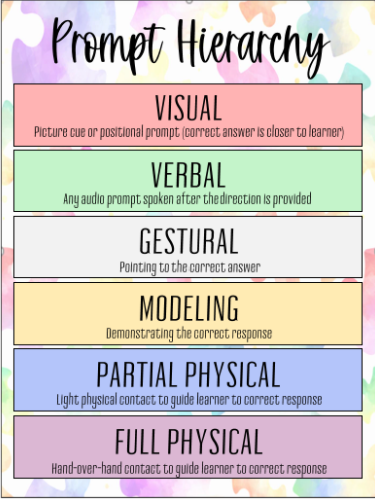 Prompt Hierarchy
VISUAL
Picture cue or positional prompt (correct answer is closer to learner)
VERBAL
Any audio prompt spoken after the direction is provided
GESTURAL
Pointing to the correct answer
MODELING
Demonstrating the correct response
PARTIAL PHYSICAL
Light physical contact to guide learner to correct response
FULL PHYSICAL
Hand-over-hand contact to guide learner to correct response